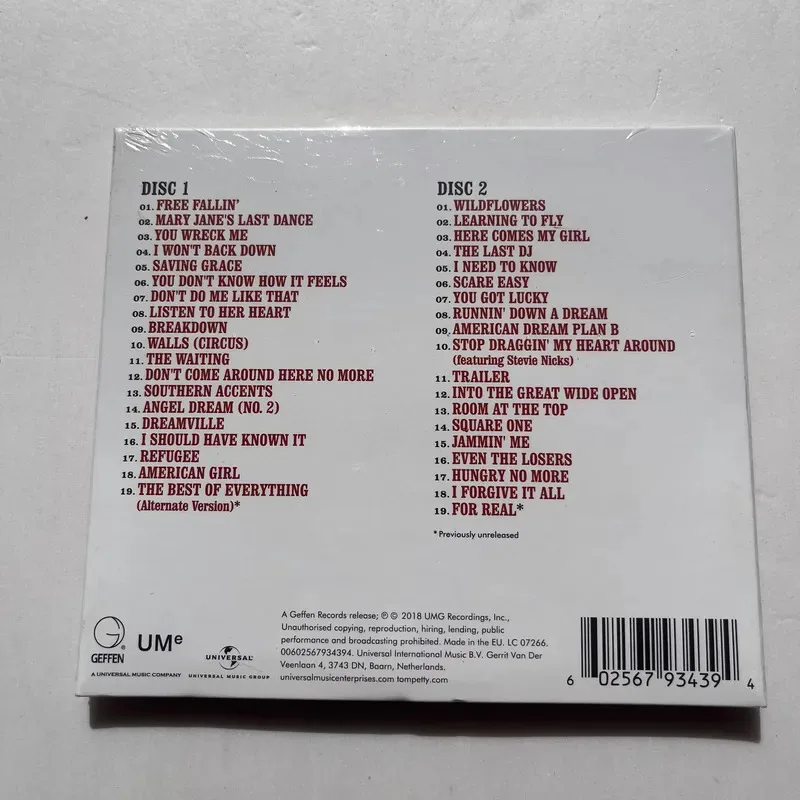 DISC 1
01. FREE FALLIN'
02. MARY JANE'S LAST DANCE
03. YOU WRECK ME
04. I WON'T BACK DOWN
05. SAVING GRACE
06. YOU DON'T KNOW HOW IT FEELS
07. DON'T DO ME LIKE THAT
08. LISTEN TO HER HEART
09. BREAKDOWN
10. WALLS (CIRCUS)
11. THE WAITING
12. DON'T COME AROUND HERE NO MORE
13. SOUTHERN ACCENTS
14. ANGEL DREAM (NO. 2)
15. DREAMVILLE
16. I SHOULD HAVE KNOWN IT
17. REFUGEE
18. AMERICAN GIRL
19. THE BEST OF EVERYTHING
(Alternate Version)*
DISC 2
01. WILDFLOWERS
02. LEARNING TO FLY
03. HERE COMES MY GIRL
04. THE LAST DJ
05. I NEED TO KNOW
06. SCARE EASY
07. YOU GOT LUCKY
08. RUNNIN' DOWN A DREAM
09. AMERICAN DREAM PLAN B
10. STOP DRAGGIN' MY HEART AROUND
(featuring Stevie Nicks)
11. TRAILER
12. INTO THE GREAT WIDE OPEN
13. ROOM AT THE TOP
14. SQUARE ONE
15. JAMMIN' ME
16. EVEN THE LOSERS
17. HUNGRY NO MORE
18. I FORGIVE IT ALL
19. FOR REAL*
* Previously unreleased
G
GEFFEN
A UNIVERSAL MUSIC COMPANY
UMe
UNIVERSAL
UNIVERSAL MUSIC GROUP
A Geffen Records release; ℗ © 2018 UMG Recordings, Inc.,
Unauthorised copying, reproduction, hiring, lending, public
performance and broadcasting prohibited. Made in the EU. LC 07266.
00602567934394. Universal International Music B.V. Gerrit Van Der
Veenlaan 4, 3743 DN, Baarn, Netherlands.
universalmusicenterprises.com tompetty.com
6 02567 93439 4